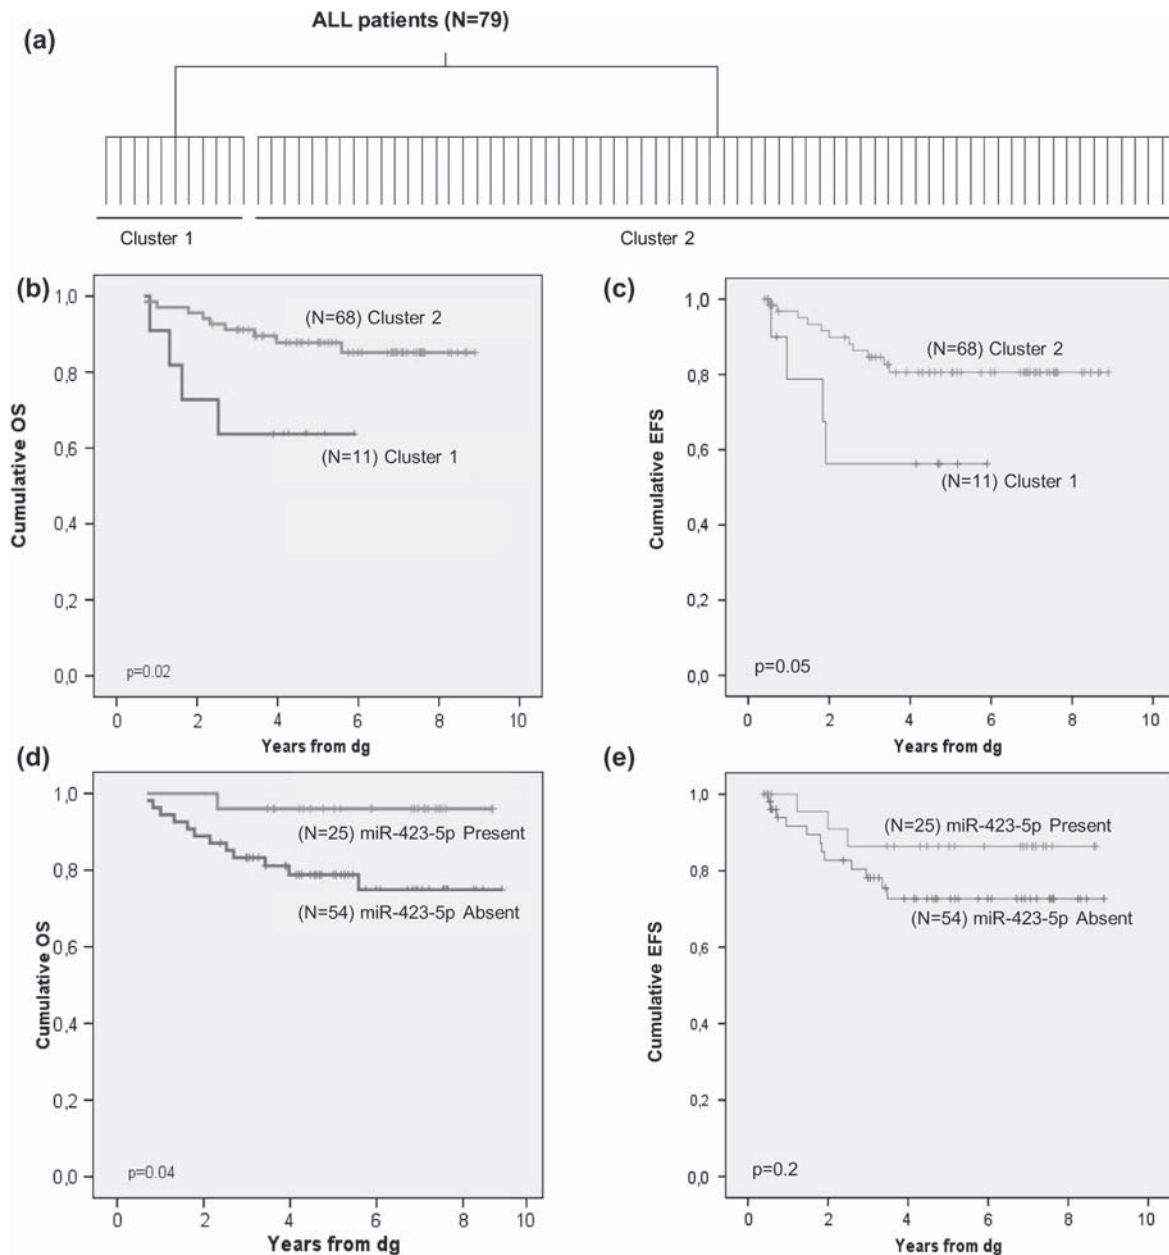 ALL patients (N=79)
(a)
Cluster 1
Cluster 2
(b)
1,0
0,8
0,6
0,4
0,2
0,0
Cumulative OS
(N=68) Cluster 2
(N=11) Cluster 1
p=0.02
0 2 4 6 8 10
Years from dg
(c)
1,0
0,8
0,6
0,4
0,2
0,0
Cumulative EFS
(N=68) Cluster 2
(N=11) Cluster 1
p=0.05
0 2 4 6 8 10
Years from dg
(d)
1,0
0,8
0,6
0,4
0,2
0,0
Cumulative OS
(N=25) miR-423-5p Present
(N=54) miR-423-5p Absent
p=0.04
0 2 4 6 8 10
Years from dg
(e)
1,0
0,8
0,6
0,4
0,2
0,0
Cumulative EFS
(N=25) miR-423-5p Present
(N=54) miR-423-5p Absent
p=0.2
0 2 4 6 8 10
Years from dg